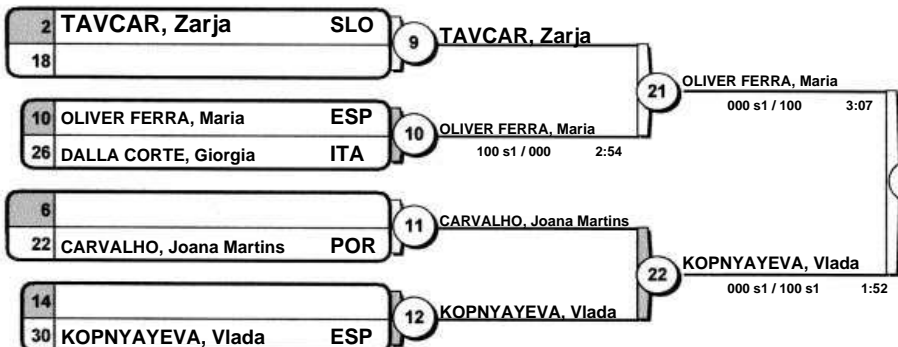 2 TAVCAR, Zarja SLO
18
9
TAVCAR, Zarja
10 OLIVER FERRA, Maria ESP
26 DALLA CORTE, Giorgia ITA
10
OLIVER FERRA, Maria
100 s1 / 000 2:54
21
OLIVER FERRA, Maria
000 s1 / 100 3:07
6
22 CARVALHO, Joana Martins POR
11
CARVALHO, Joana Martins
14
30 KOPNYAYEVA, Vlada ESP
12
KOPNYAYEVA, Vlada
22
KOPNYAYEVA, Vlada
000 s1 / 100 s1 1:52